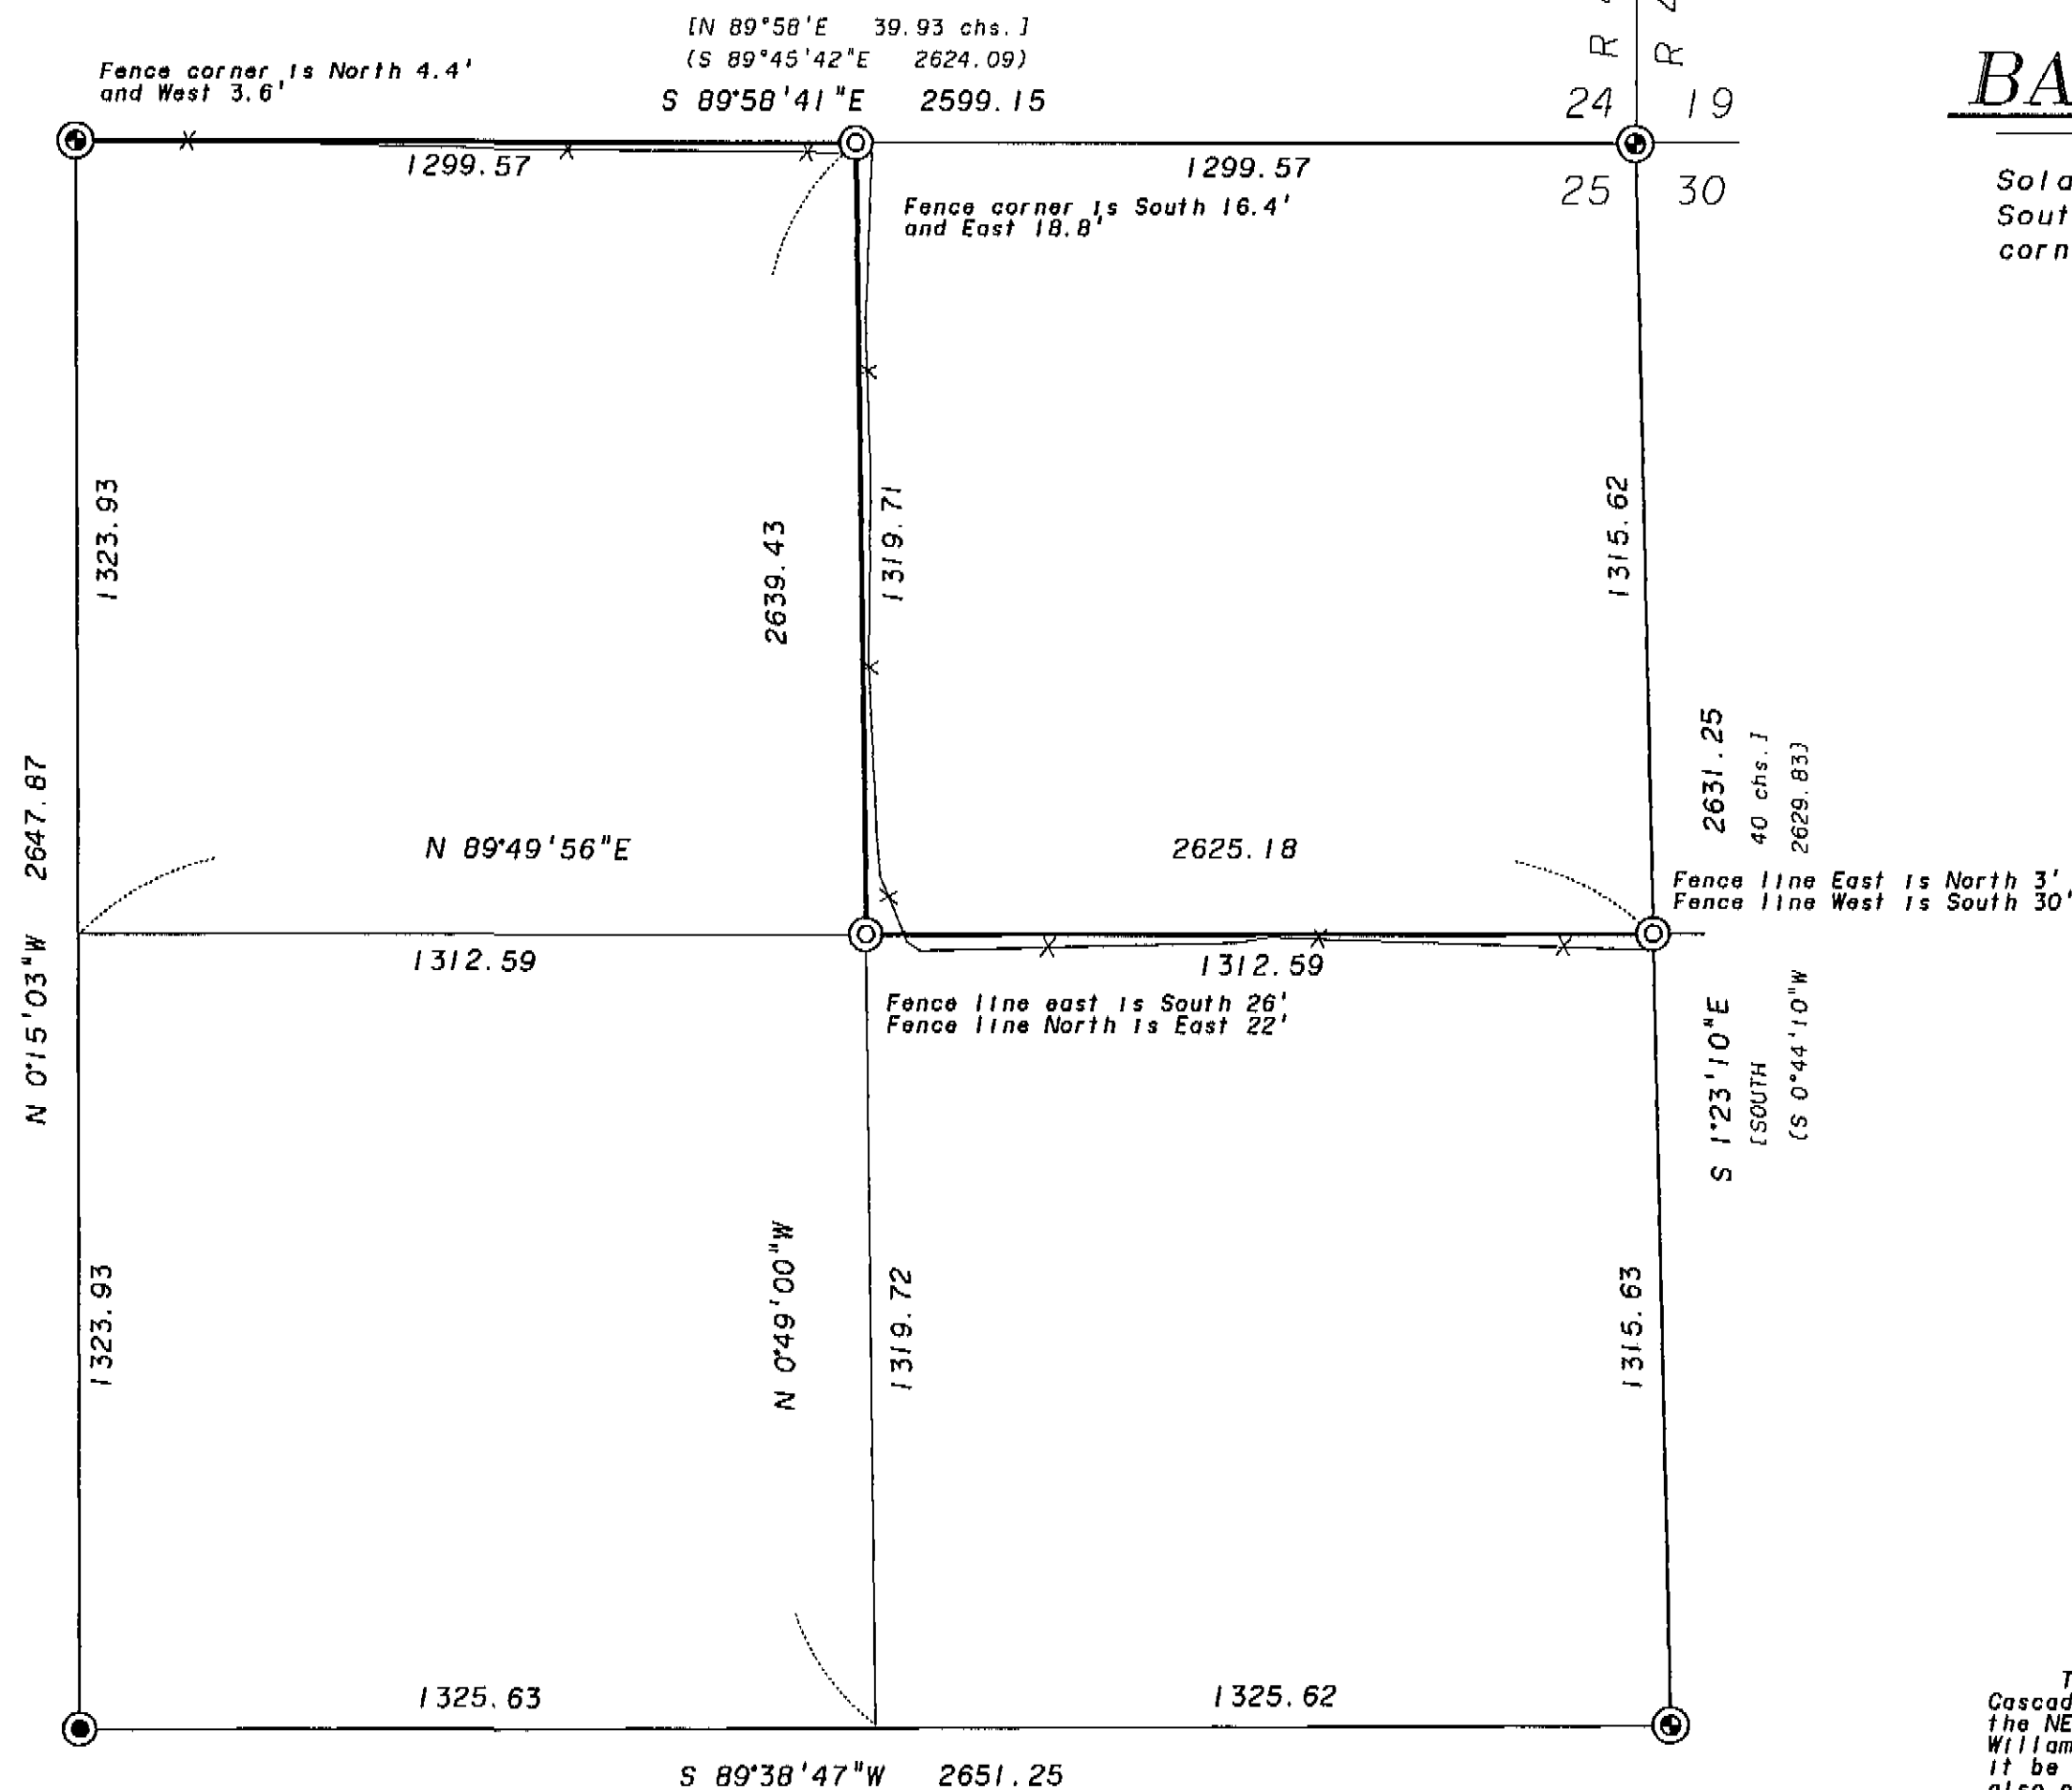 [N 89°58'E 39.93 chs.]
(S 89°45'42"E 2624.09)
S 89°58'41"E 2599.15
Fence corner is North 4.4'
and West 3.6'
R
R
24 19
25 30
BA
Sola
Sout
corn
1299.57
1299.57
Fence corner is South 16.4'
and East 18.8'
1323.93
2639.43
1319.71
1315.62
N 0°15'03"W 2647.87
N 89°49'56"E
2625.18
S 1°23'10"E 2631.25
[SOUTH 40 chs.]
(S 0°44'10"W 2629.83)
Fence line East is North 3'
Fence line West is South 30'
1312.59
1312.59
Fence line east is South 26'
Fence line North is East 22'
1323.93
N 0°49'00"W
1319.72
1315.63
1325.63
1325.62
S 89°38'47"W 2651.25
T
Cascad
the NE
Willam
it be
also